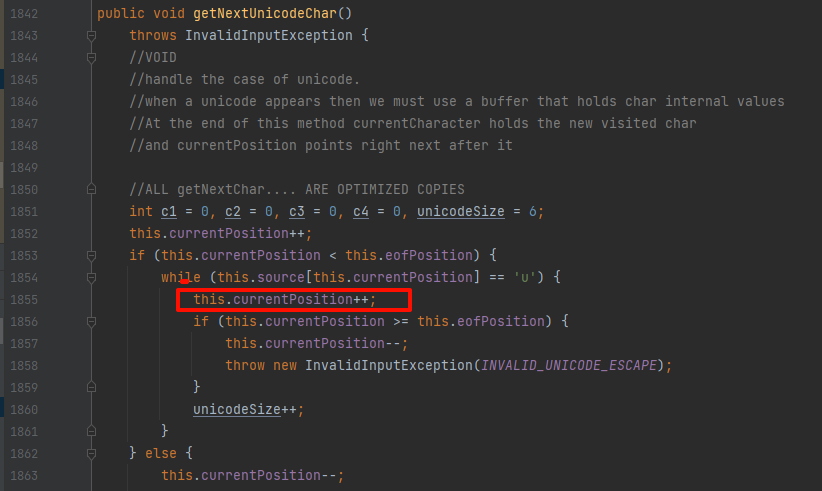 1842 public void getNextUnicodeChar()
1843 throws InvalidInputException {
1844 //VOID
1845 //handle the case of unicode.
1846 //when a unicode appears then we must use a buffer that holds char internal values
1847 //At the end of this method currentCharacter holds the new visited char
1848 //and currentPosition points right next after it
1849
1850 //ALL getNextChar.... ARE OPTIMIZED COPIES
1851 int c1 = 0, c2 = 0, c3 = 0, c4 = 0, unicodeSize = 6;
1852 this.currentPosition++;
1853 if (this.currentPosition < this.eofPosition) {
1854 while (this.source[this.currentPosition] == 'u') {
1855 this.currentPosition++;
1856 if (this.currentPosition >= this.eofPosition) {
1857 this.currentPosition--;
1858 throw new InvalidInputException(INVALID_UNICODE_ESCAPE);
1859 }
1860 unicodeSize++;
1861 }
1862 } else {
1863 this.currentPosition--;